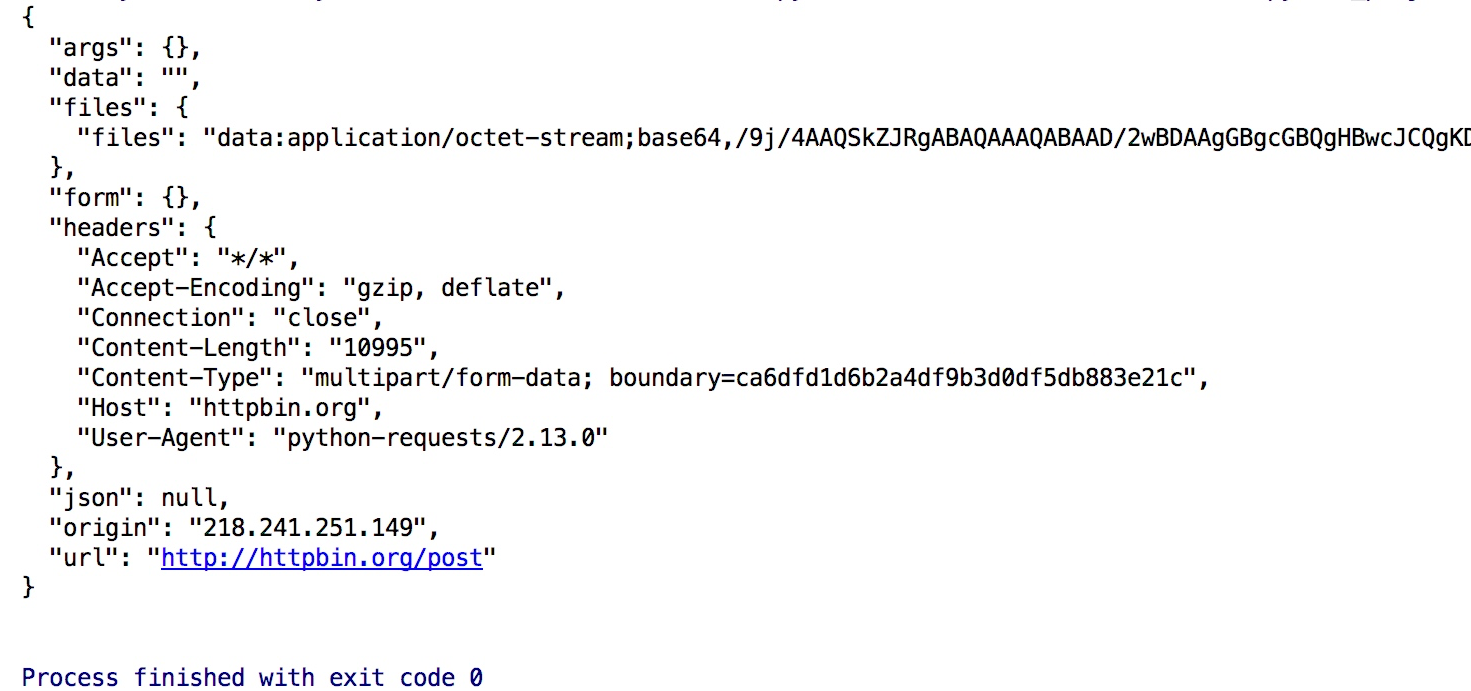 {
  "args": {},
  "data": "",
  "files": {
    "files": "data:application/octet-stream;base64,/9j/4AAQSkZJRgABAQAAAQABAAD/2wBDAAgGBgcGBQgHBwcJCQgKD
  },
  "form": {},
  "headers": {
    "Accept": "*/*",
    "Accept-Encoding": "gzip, deflate",
    "Connection": "close",
    "Content-Length": "10995",
    "Content-Type": "multipart/form-data; boundary=ca6dfd1d6b2a4df9b3d0df5db883e21c",
    "Host": "httpbin.org",
    "User-Agent": "python-requests/2.13.0"
  },
  "json": null,
  "origin": "218.241.251.149",
  "url": "http://httpbin.org/post"
}
Process finished with exit code 0